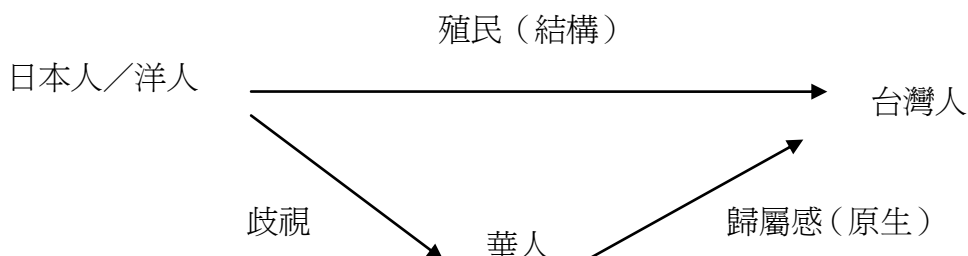 殖民（結構）
日本人／洋人
台灣人
歧視
歸屬感（原生）
華人